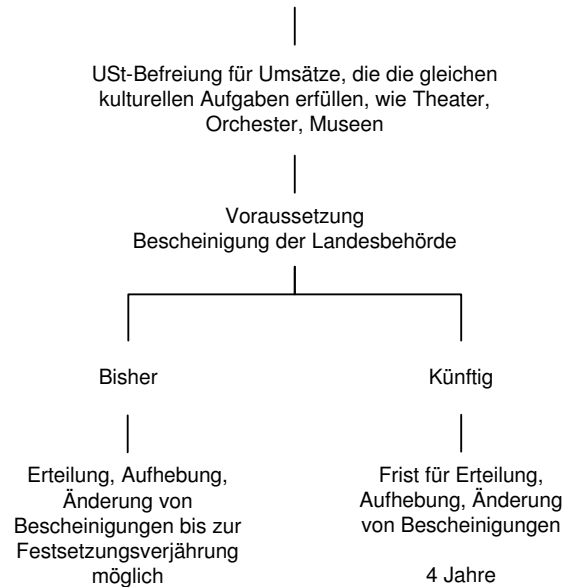 USt-Befreiung für Umsätze, die die gleichen
kulturellen Aufgaben erfüllen, wie Theater,
Orchester, Museen
Voraussetzung
Bescheinigung der Landesbehörde
Bisher
Künftig
Erteilung, Aufhebung,
Änderung von
Bescheinigungen bis zur
Festsetzungsverjährung
möglich
Frist für Erteilung,
Aufhebung, Änderung
von Bescheinigungen
4 Jahre